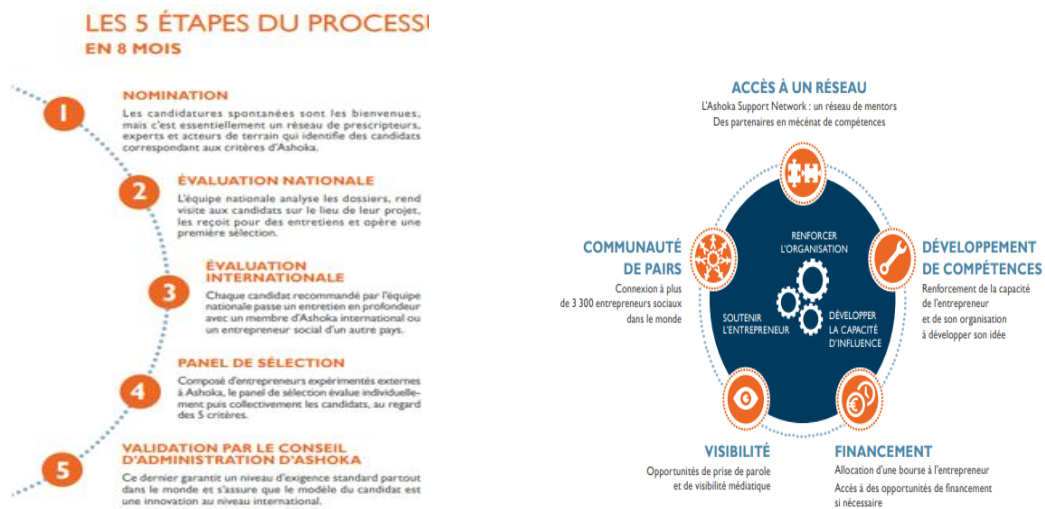 LES 5 ÉTAPES DU PROCESSU
EN 8 MOIS
1
NOMINATION
Les candidatures spontanées sont les bienvenues,
mais c'est essentiellement un réseau de prescripteurs,
experts et acteurs de terrain qui identifie des candidats
correspondant aux critères d'Ashoka.
2
ÉVALUATION NATIONALE
L'équipe nationale analyse les dossiers, rend
visite aux candidats sur le lieu de leur projet,
les reçoit pour des entretiens et opère une
première sélection.
3
ÉVALUATION
INTERNATIONALE
Chaque candidat recommandé par l'équipe
nationale passe un entretien en profondeur
avec un membre d'Ashoka international ou
un entrepreneur social d'un autre pays.
4
PANEL DE SÉLECTION
Composé d'entrepreneurs expérimentés externes
à Ashoka, le panel de sélection évalue individuelle-
ment puis collectivement les candidats, au regard
des 5 critères.
5
VALIDATION PAR LE CONSEIL
D'ADMINISTRATION D'ASHOKA
Ce dernier garantit un niveau d'exigence standard partout
dans le monde et s'assure que le modèle du candidat est
une innovation au niveau international.
ACCÈS À UN RÉSEAU
L'Ashoka Support Network : un réseau de mentors
Des partenaires en mécénat de compétences
COMMUNAUTÉ
DE PAIRS
Connexion à plus
de 3 300 entrepreneurs sociaux
dans le monde
RENFORCER
L'ORGANISATION
SOUTENIR
L'ENTREPRENEUR
DÉVELOPPER
LA CAPACITÉ
D'INFLUENCE
DÉVELOPPEMENT
DE COMPÉTENCES
Renforcement de la capacité
de l'entrepreneur
et de son organisation
à développer son idée
VISIBILITÉ
Opportunités de prise de parole
et de visibilité médiatique
€
FINANCEMENT
Allocation d'une bourse à l'entrepreneur
Accès à des opportunités de financement
si nécessaire